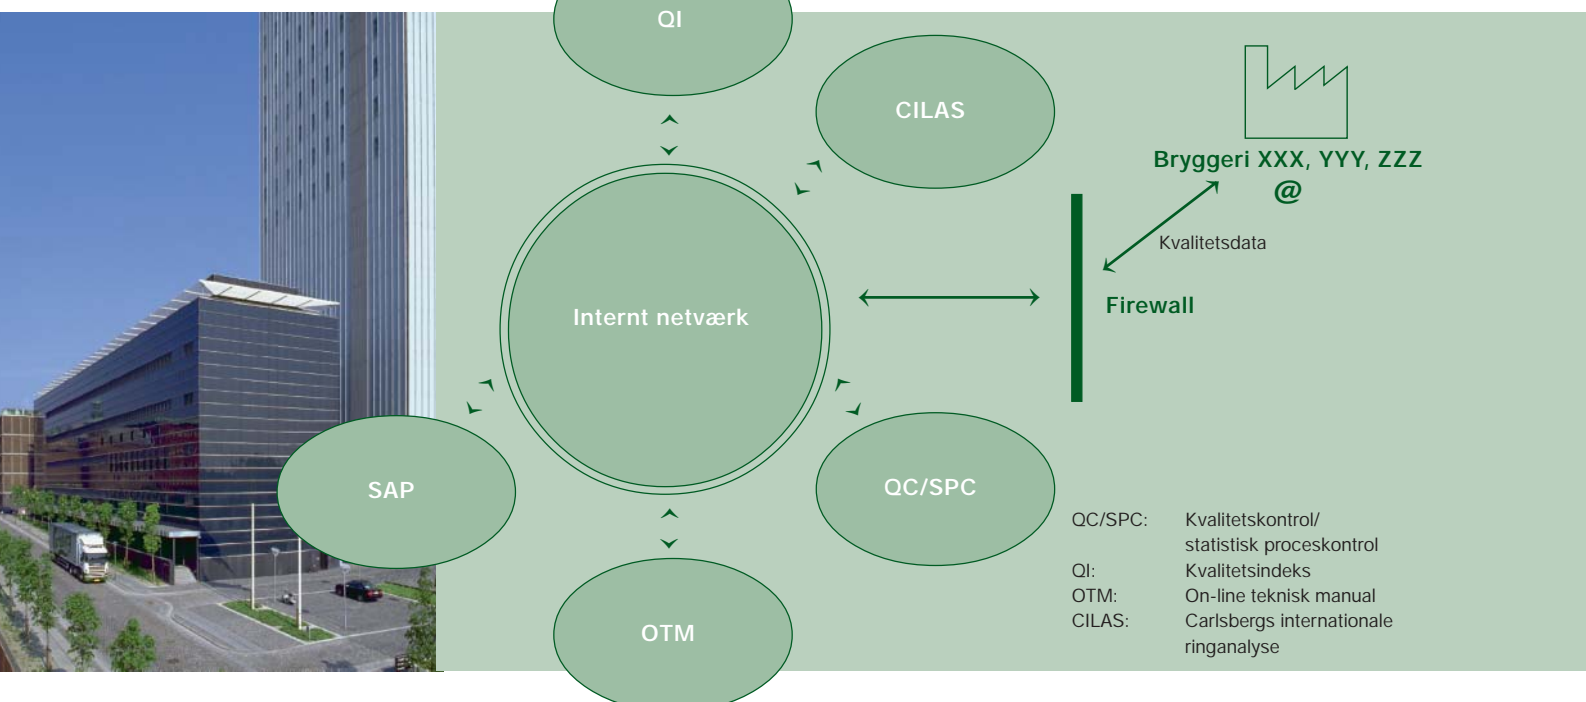 QI
CILAS
Bryggeri XXX, YYY, ZZZ
@
Kvalitetsdata
Internt netværk
Firewall
SAP
QC/SPC
OTM
QC/SPC: Kvalitetskontrol/
statistisk proceskontrol
QI: Kvalitetsindeks
OTM: On-line teknisk manual
CILAS: Carlsbergs internationale
ringanalyse